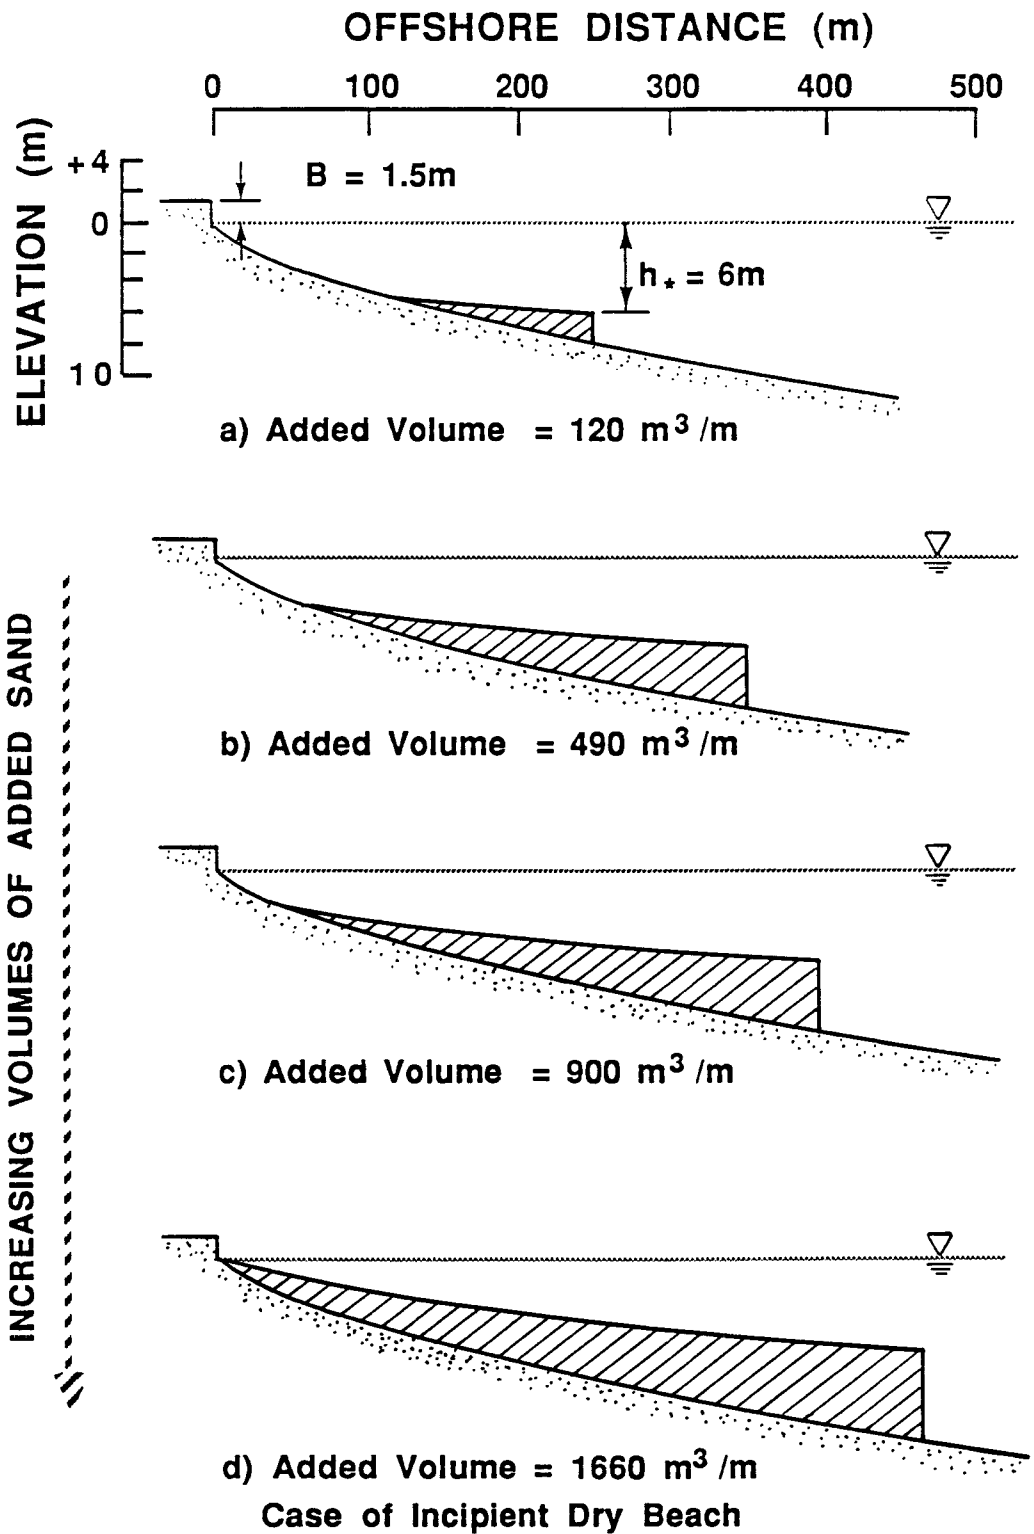 OFFSHORE DISTANCE (m)
0 100 200 300 400 500
ELEVATION (m)
+4
0
10
B = 1.5m
h* = 6m
a) Added Volume = 120 m³/m
b) Added Volume = 490 m³/m
c) Added Volume = 900 m³/m
d) Added Volume = 1660 m³/m
Case of Incipient Dry Beach
INCREASING VOLUMES OF ADDED SAND